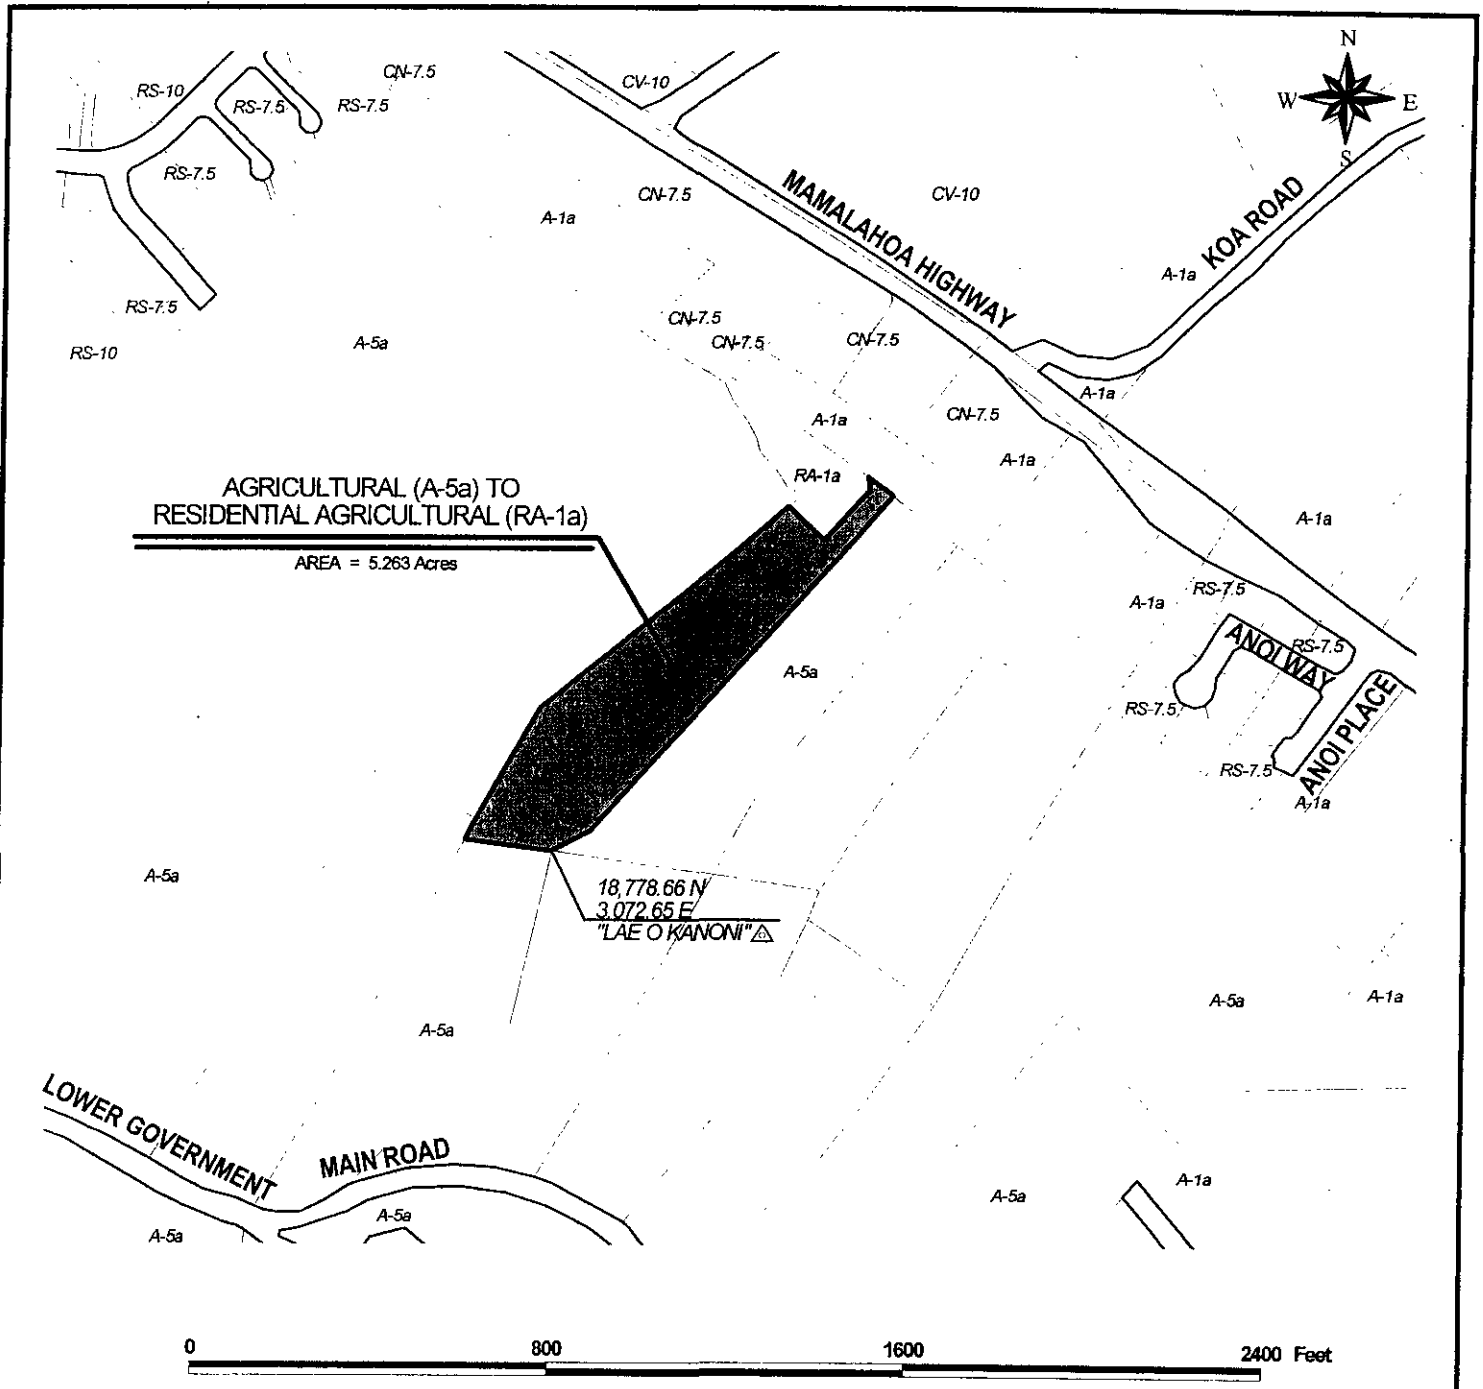 N
W E
S
RS-10
RS-7.5
RS-7.5
CN-7.5
CV-10
RS-7.5
CN-7.5
A-1a
CV-10
MAMALAHOA HIGHWAY
KOA ROAD
A-1a
RS-7.5
RS-10
A-5a
CN-7.5
CN-7.5
CN-7.5
A-1a
CN-7.5
A-1a
A-1a
RA-1a
AGRICULTURAL (A-5a) TO
RESIDENTIAL AGRICULTURAL (RA-1a)
AREA = 5.263 Acres
A-1a
A-1a
RS-7.5
ANOI WAY
RS-7.5
A-5a
RS-7.5
ANOI PLACE
RS-7.5
A-1a
A-5a
18,778.66 N
3,072.65 E
"LAE O KANONI"
A-5a
A-5a
A-1a
LOWER GOVERNMENT
MAIN ROAD
A-5a
A-5a
A-5a
A-1a
0 800 1600 2400 Feet